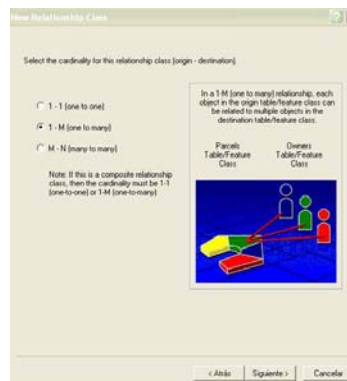 New Relationship Class
Select the cardinality for this relationship class (origin - destination)
1 - 1 (one to one)
1 - M (one to many)
M - N (many to many)
Note: If this is a composite relationship
class, then the cardinality must be 1-1
(one-to-one) or 1-M (one-to-many)
In a 1-M (one to many) relationship, each
object in the origin table/feature class can
be related to multiple objects in the
destination table/feature class.
Parcels
Table/Feature
Class
Owners
Table/Feature
Class
< Atrás
Siguiente >
Cancelar